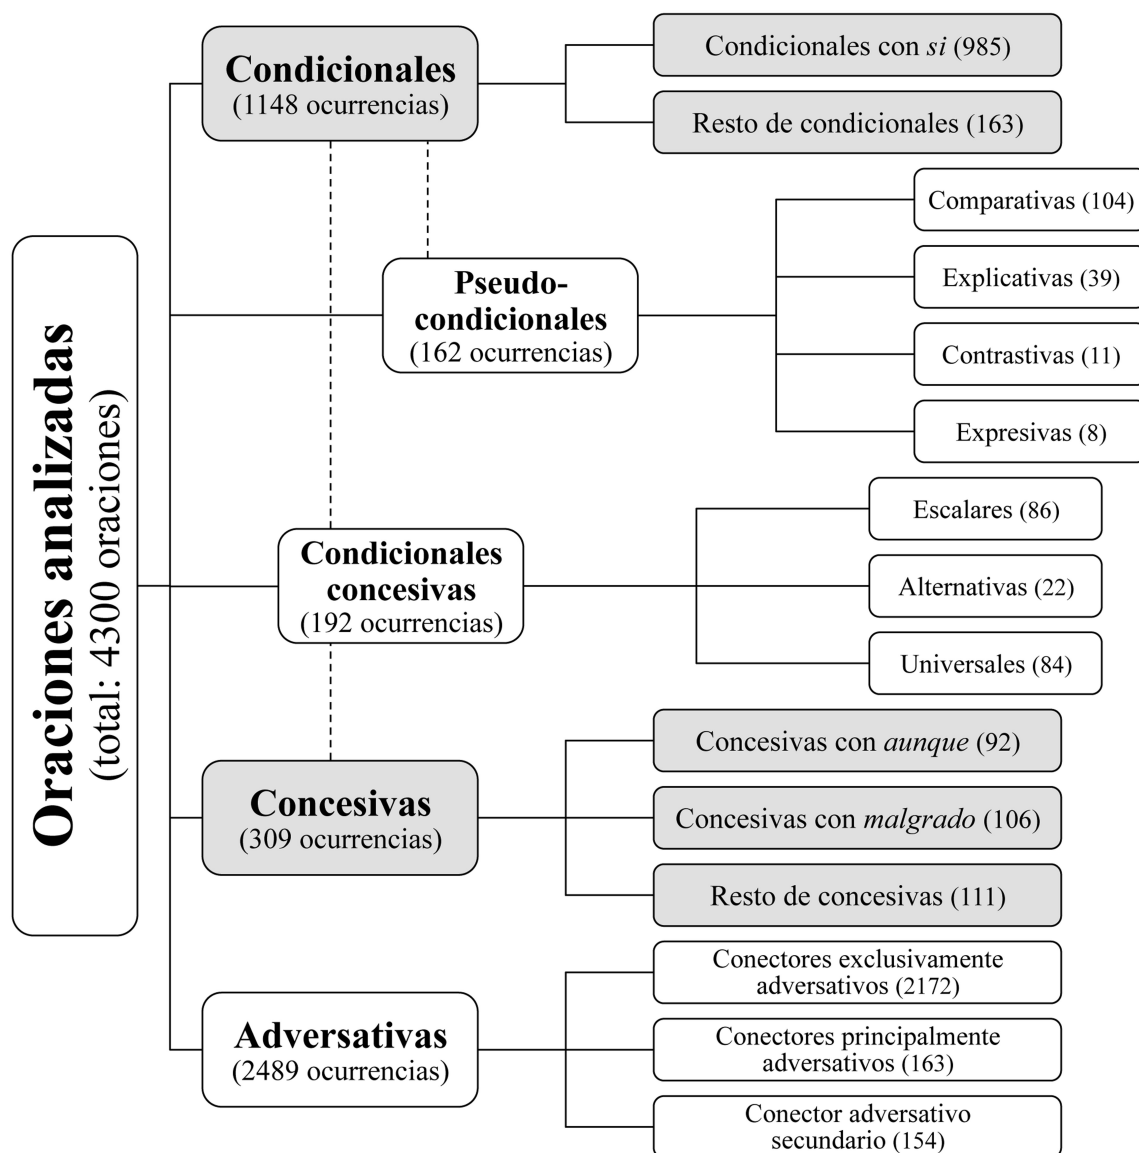 Oraciones analizadas
(total: 4300 oraciones)
Condicionales
(1148 ocurrencias)
Condicionales con si (985)
Resto de condicionales (163)
Pseudo-
condicionales
(162 ocurrencias)
Comparativas (104)
Explicativas (39)
Contrastivas (11)
Expresivas (8)
Condicionales
concesivas
(192 ocurrencias)
Escalares (86)
Alternativas (22)
Universales (84)
Concesivas
(309 ocurrencias)
Concesivas con aunque (92)
Concesivas con malgrado (106)
Resto de concesivas (111)
Adversativas
(2489 ocurrencias)
Conectores exclusivamente
adversativos (2172)
Conectores principalmente
adversativos (163)
Conector adversativo
secundario (154)